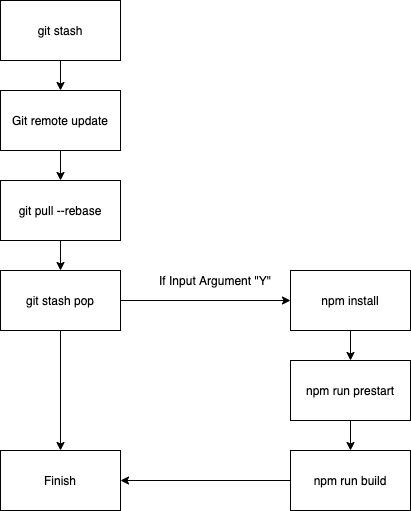 git stash
Git remote update
git pull --rebase
If Input Argument "Y"
git stash pop
npm install
npm run prestart
Finish
npm run build